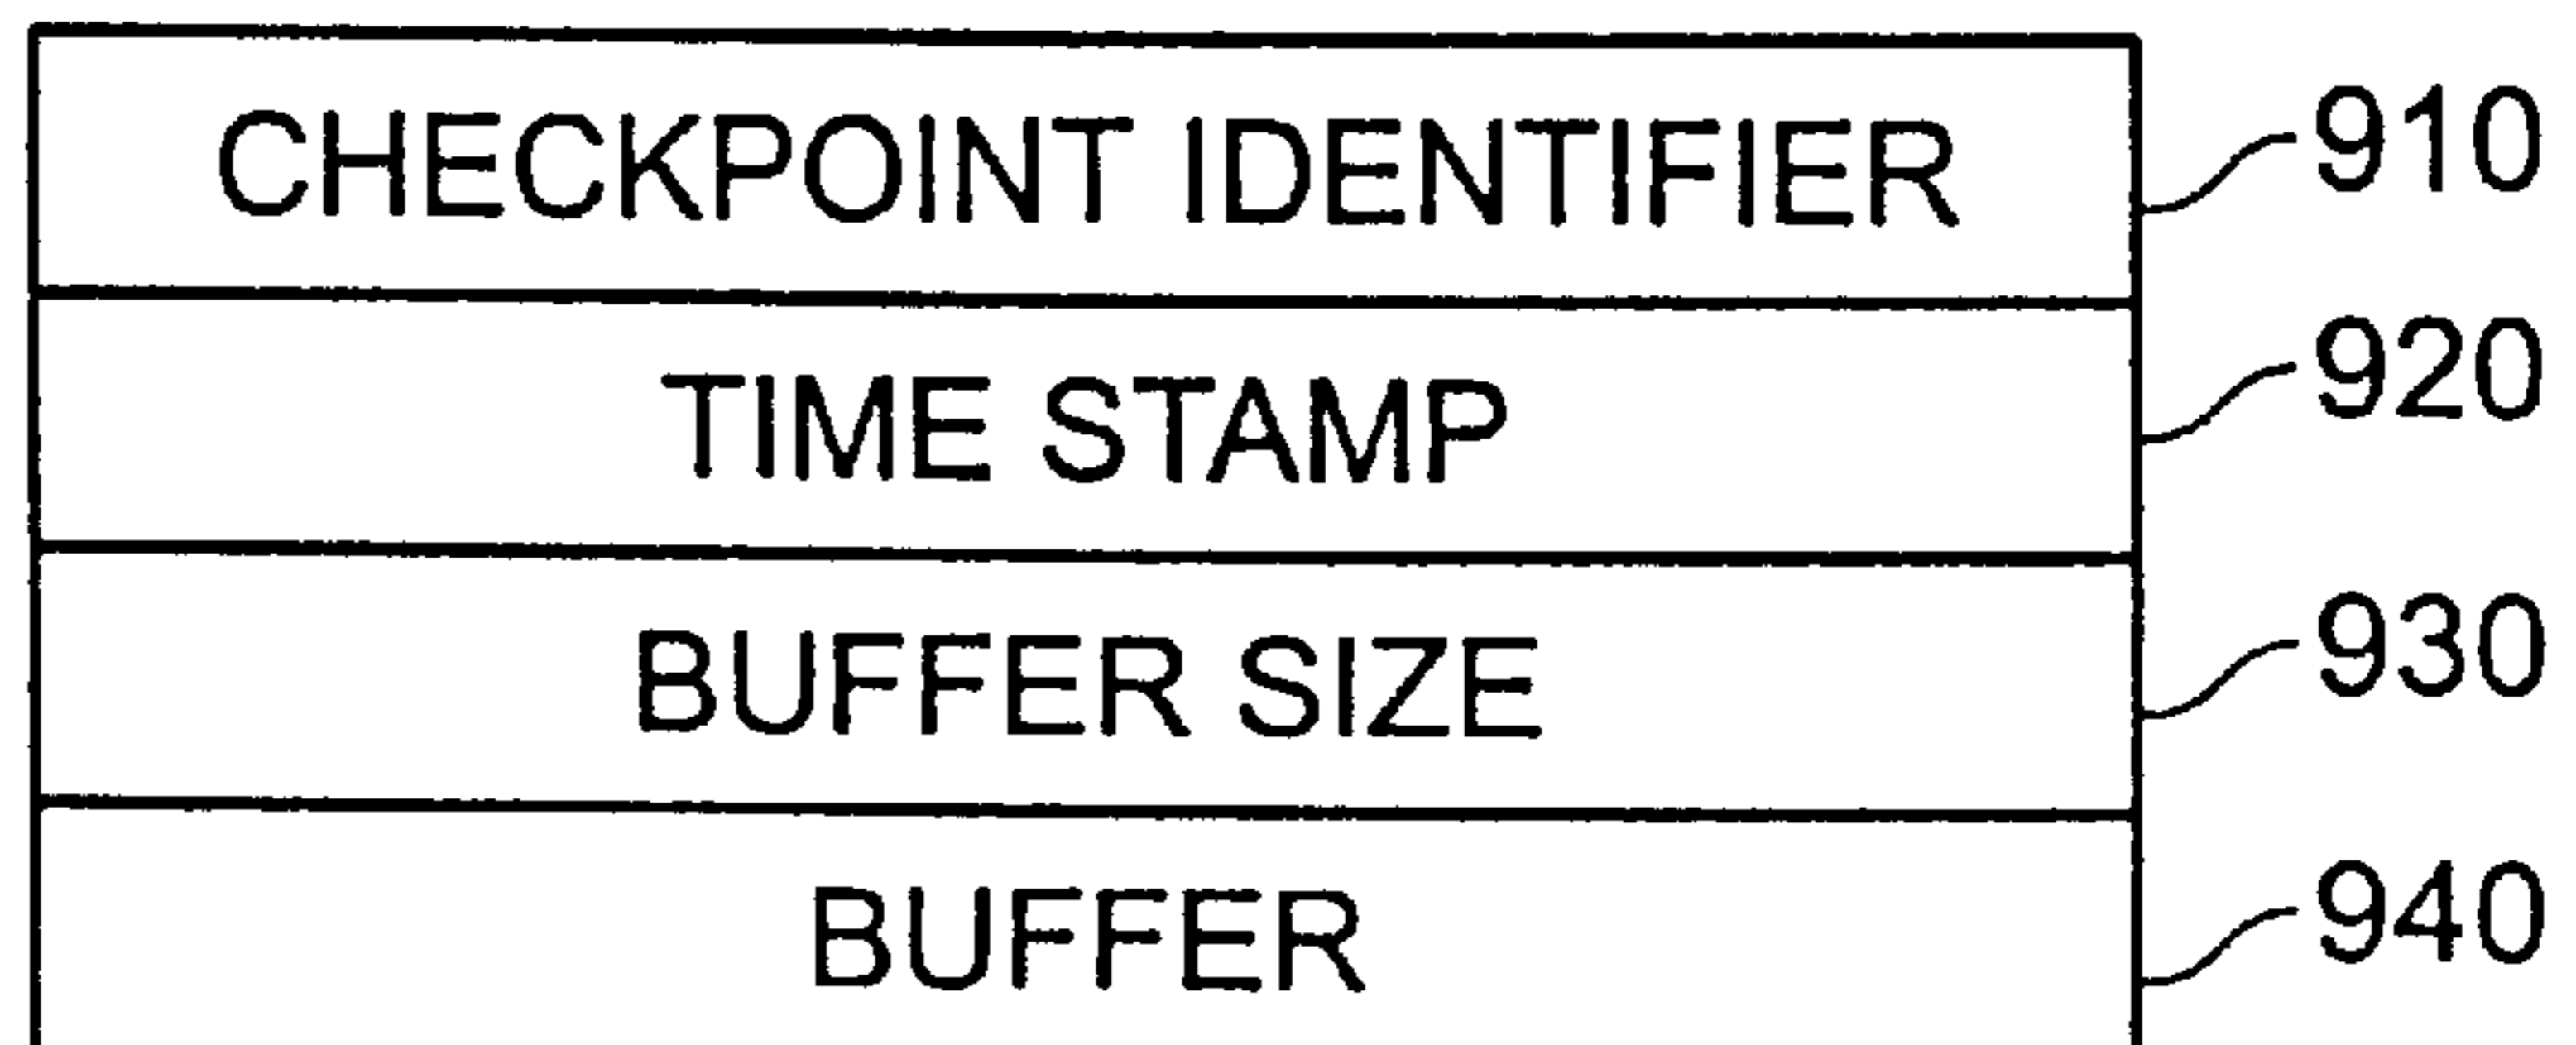 CHECKPOINT IDENTIFIER 910
TIME STAMP 920
BUFFER SIZE 930
BUFFER 940